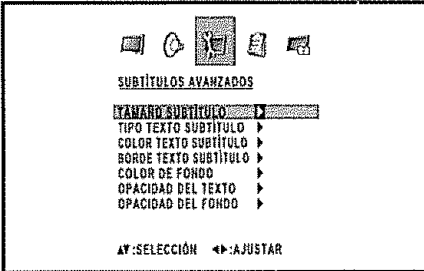 SUBTÍTULOS AVANZADOS
TAMAÑO SUBTÍTULO
TIPO TEXTO SUBTÍTULO
COLOR TEXTO SUBTÍTULO
BORDE TEXTO SUBTÍTULO
COLOR DE FONDO
OPACIDAD DEL TEXTO
OPACIDAD DEL FONDO
▲▼:SELECCIÓN ◀▶:AJUSTAR